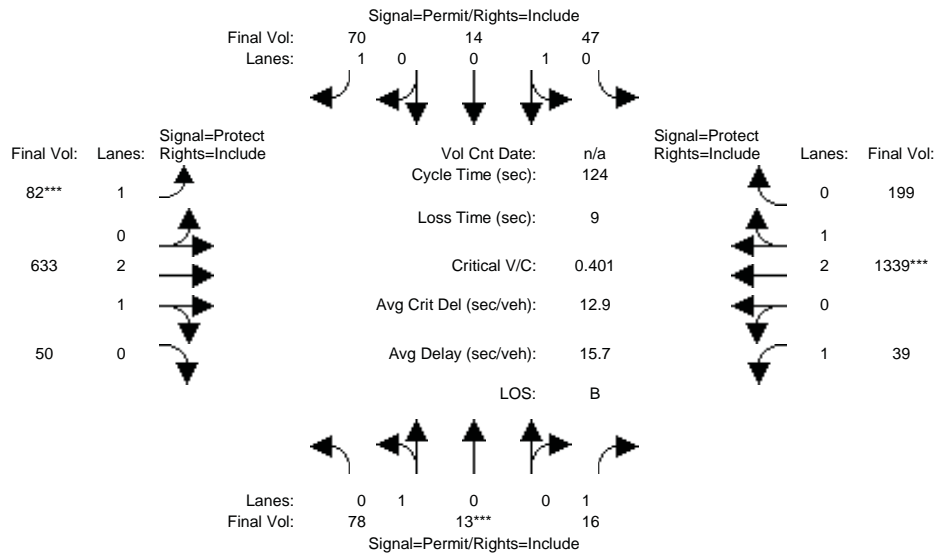 Signal=Permit/Rights=Include
Final Vol: 70 14 47
Lanes: 1 0 0 1 0
Signal=Protect Signal=Protect
Final Vol: Lanes: Rights=Include Vol Cnt Date: n/a Rights=Include Lanes: Final Vol:
Cycle Time (sec): 124
82*** 1 0 199
Loss Time (sec): 9
0 1
633 2 Critical V/C: 0.401 2 1339***
1 Avg Crit Del (sec/veh): 12.9 0
50 0 Avg Delay (sec/veh): 15.7 1 39
LOS: B
Lanes: 0 1 0 0 1
Final Vol: 78 13*** 16
Signal=Permit/Rights=Include